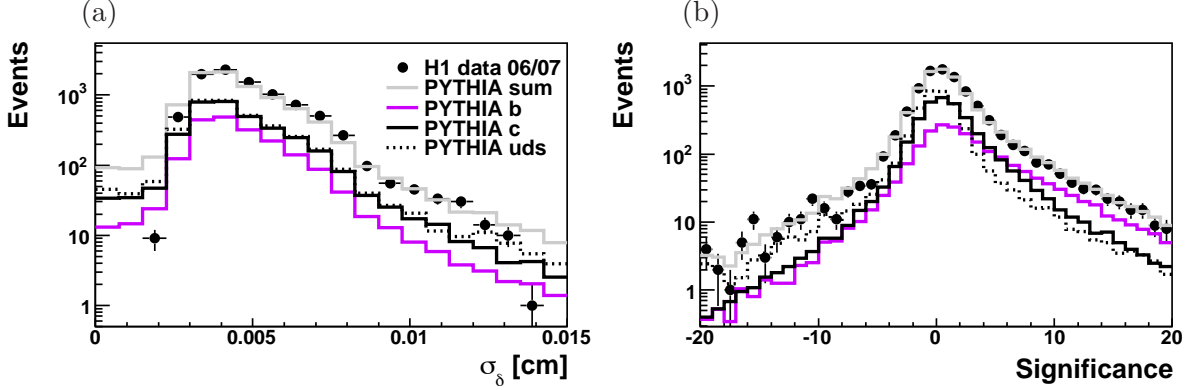 (a)
Events
10³
10²
10
1
H1 data 06/07
PYTHIA sum
PYTHIA b
PYTHIA c
PYTHIA uds
0 0.005 0.01 0.015
σδ [cm]
(b)
Events
10³
10²
10
1
-20 -10 0 10 20
Significance